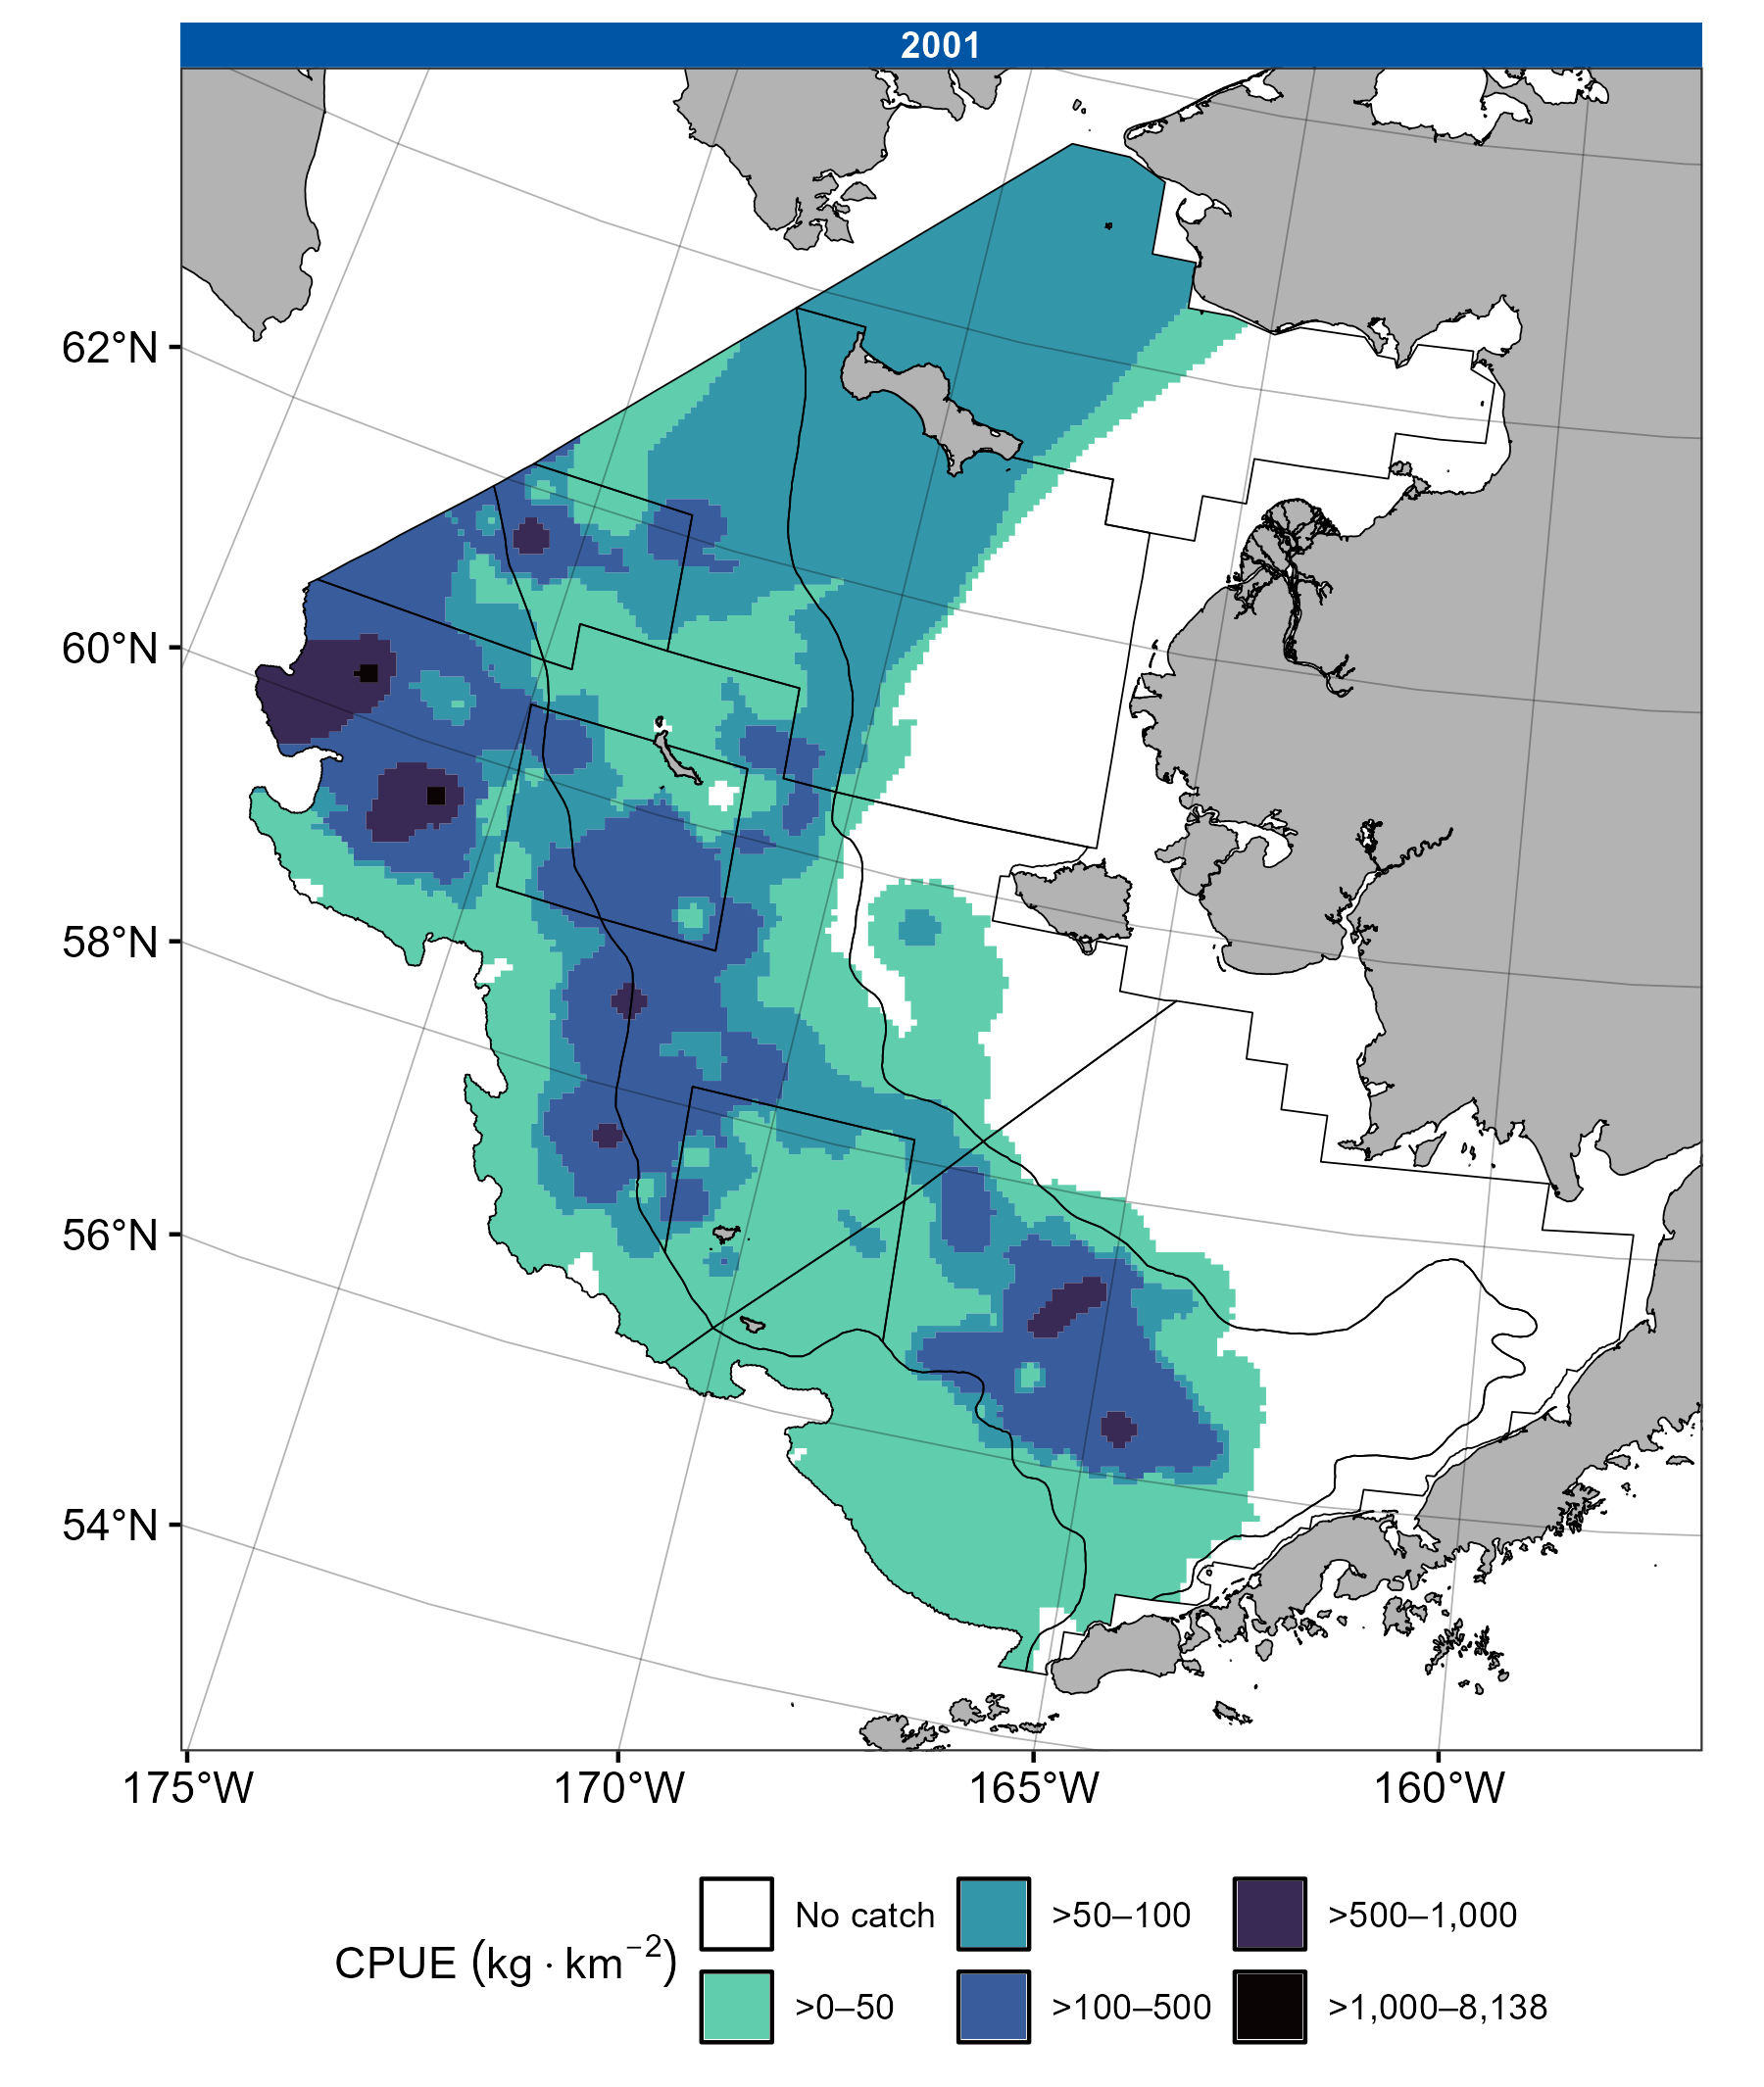 2001
62°N
60°N
58°N
56°N
54°N
175°W 170°W 165°W 160°W
CPUE (kg · km⁻²)
No catch >50–100 >500–1,000
>0–50 >100–500 >1,000–8,138